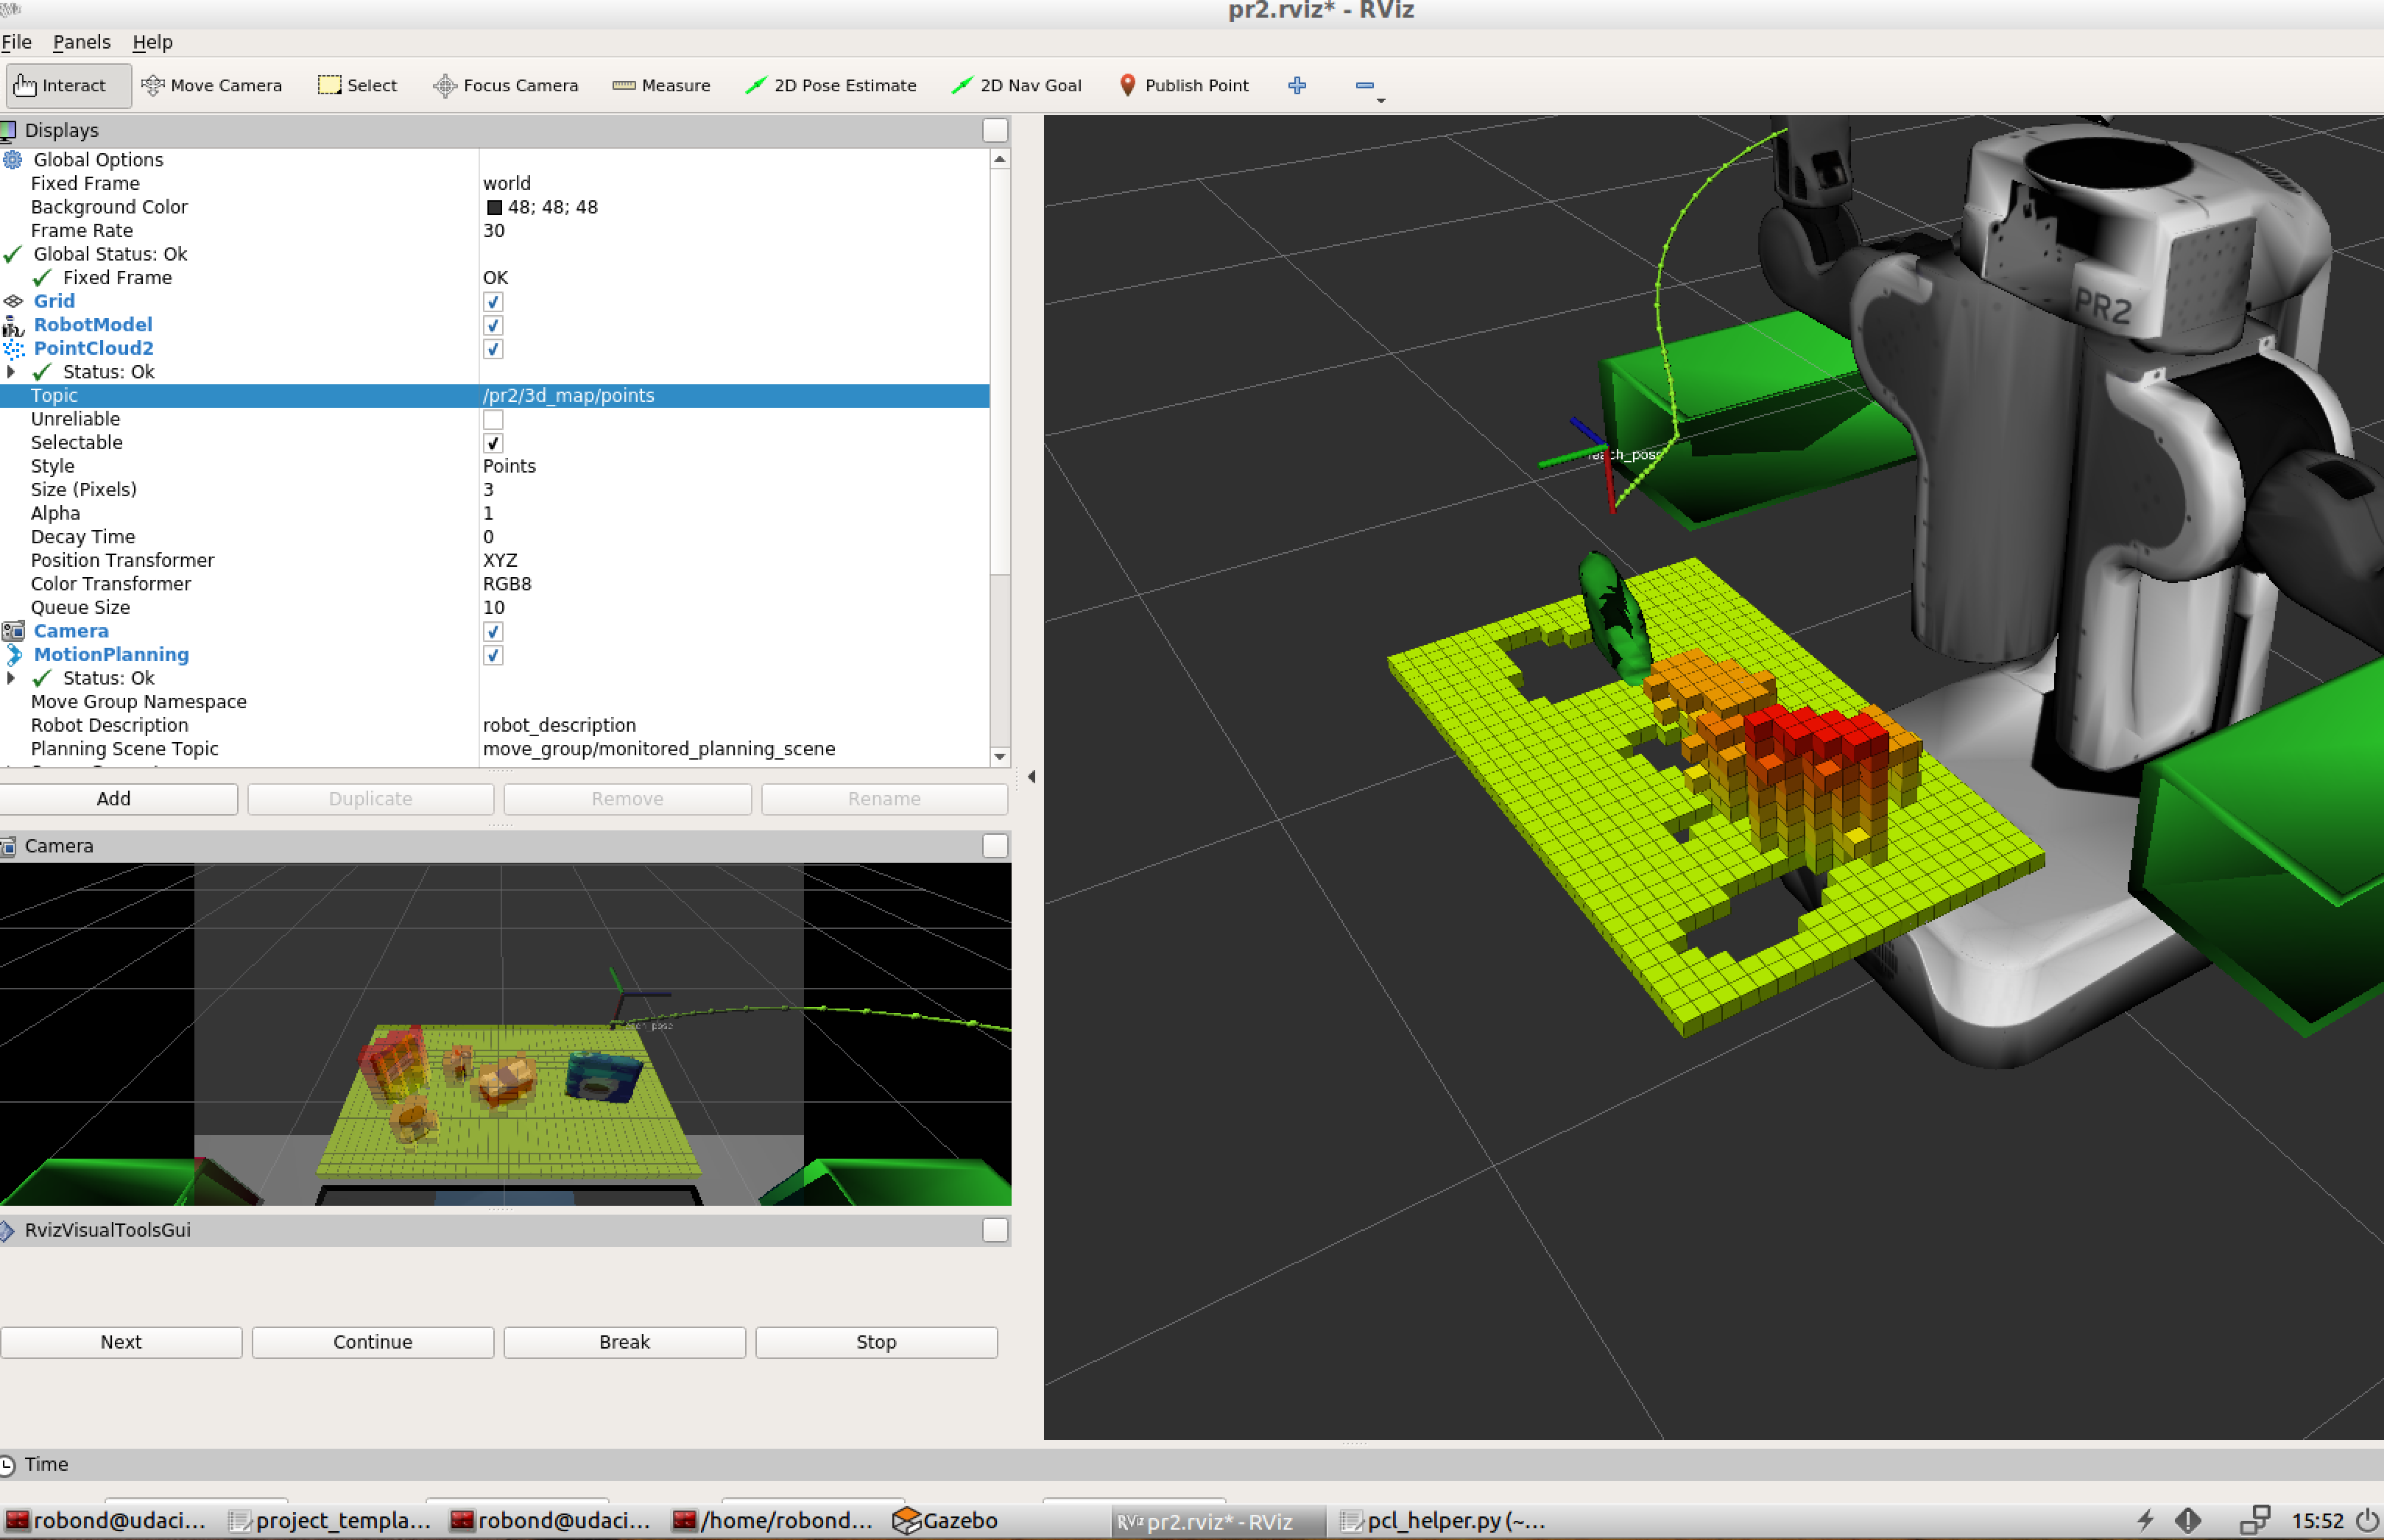 pr2.rviz* - RViz
File Panels Help
Interact Move Camera Select Focus Camera Measure 2D Pose Estimate 2D Nav Goal Publish Point
Displays
Global Options
Fixed Frame world
Background Color 48; 48; 48
Frame Rate 30
Global Status: Ok
Fixed Frame OK
Grid
RobotModel
PointCloud2
Status: Ok
Topic /pr2/3d_map/points
Unreliable
Selectable
Style Points
Size (Pixels) 3
Alpha 1
Decay Time 0
Position Transformer XYZ
Color Transformer RGB8
Queue Size 10
Camera
MotionPlanning
Status: Ok
Move Group Namespace
Robot Description robot_description
Planning Scene Topic move_group/monitored_planning_scene
Add Duplicate Remove Rename
Camera
RvizVisualToolsGui
Next Continue Break Stop
PR2
reach_pose
Time
robond@udaci... project_templa... robond@udaci... /home/robond... Gazebo RViz pr2.rviz* - RViz pcl_helper.py (~... 15:52